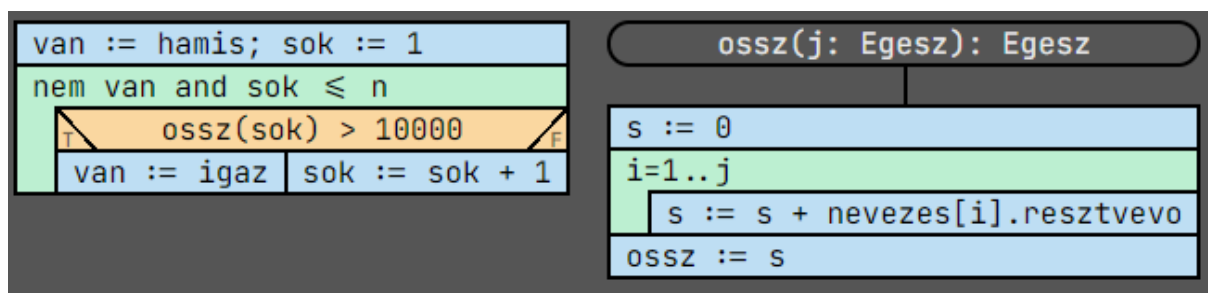 van := hamis; sok := 1
nem van and sok ⩽ n
T ossz(sok) > 10000 F
van := igaz
sok := sok + 1
ossz(j: Egesz): Egesz
s := 0
i=1..j
s := s + nevezes[i].resztvevo
ossz := s